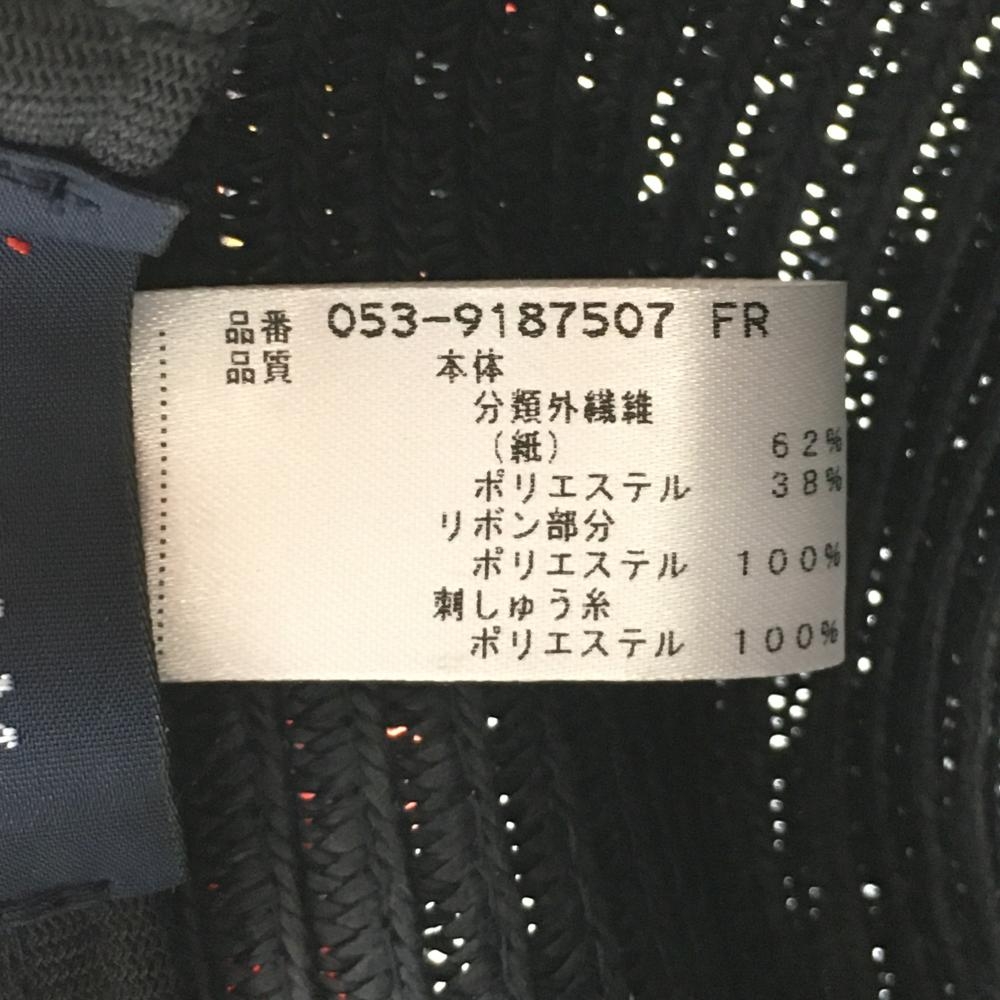 品番 053-9187507 FR
品質 本体
分類外繊維
(紙) 62%
ポリエステル 38%
リボン部分
ポリエステル 100%
刺しゅう糸
ポリエステル 100%